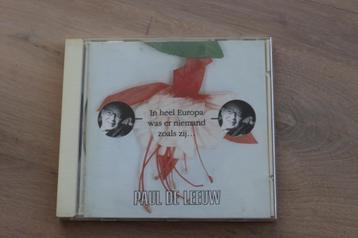 In heel Europa
was er niemand
zoals zij...
PAUL DE LEEUW